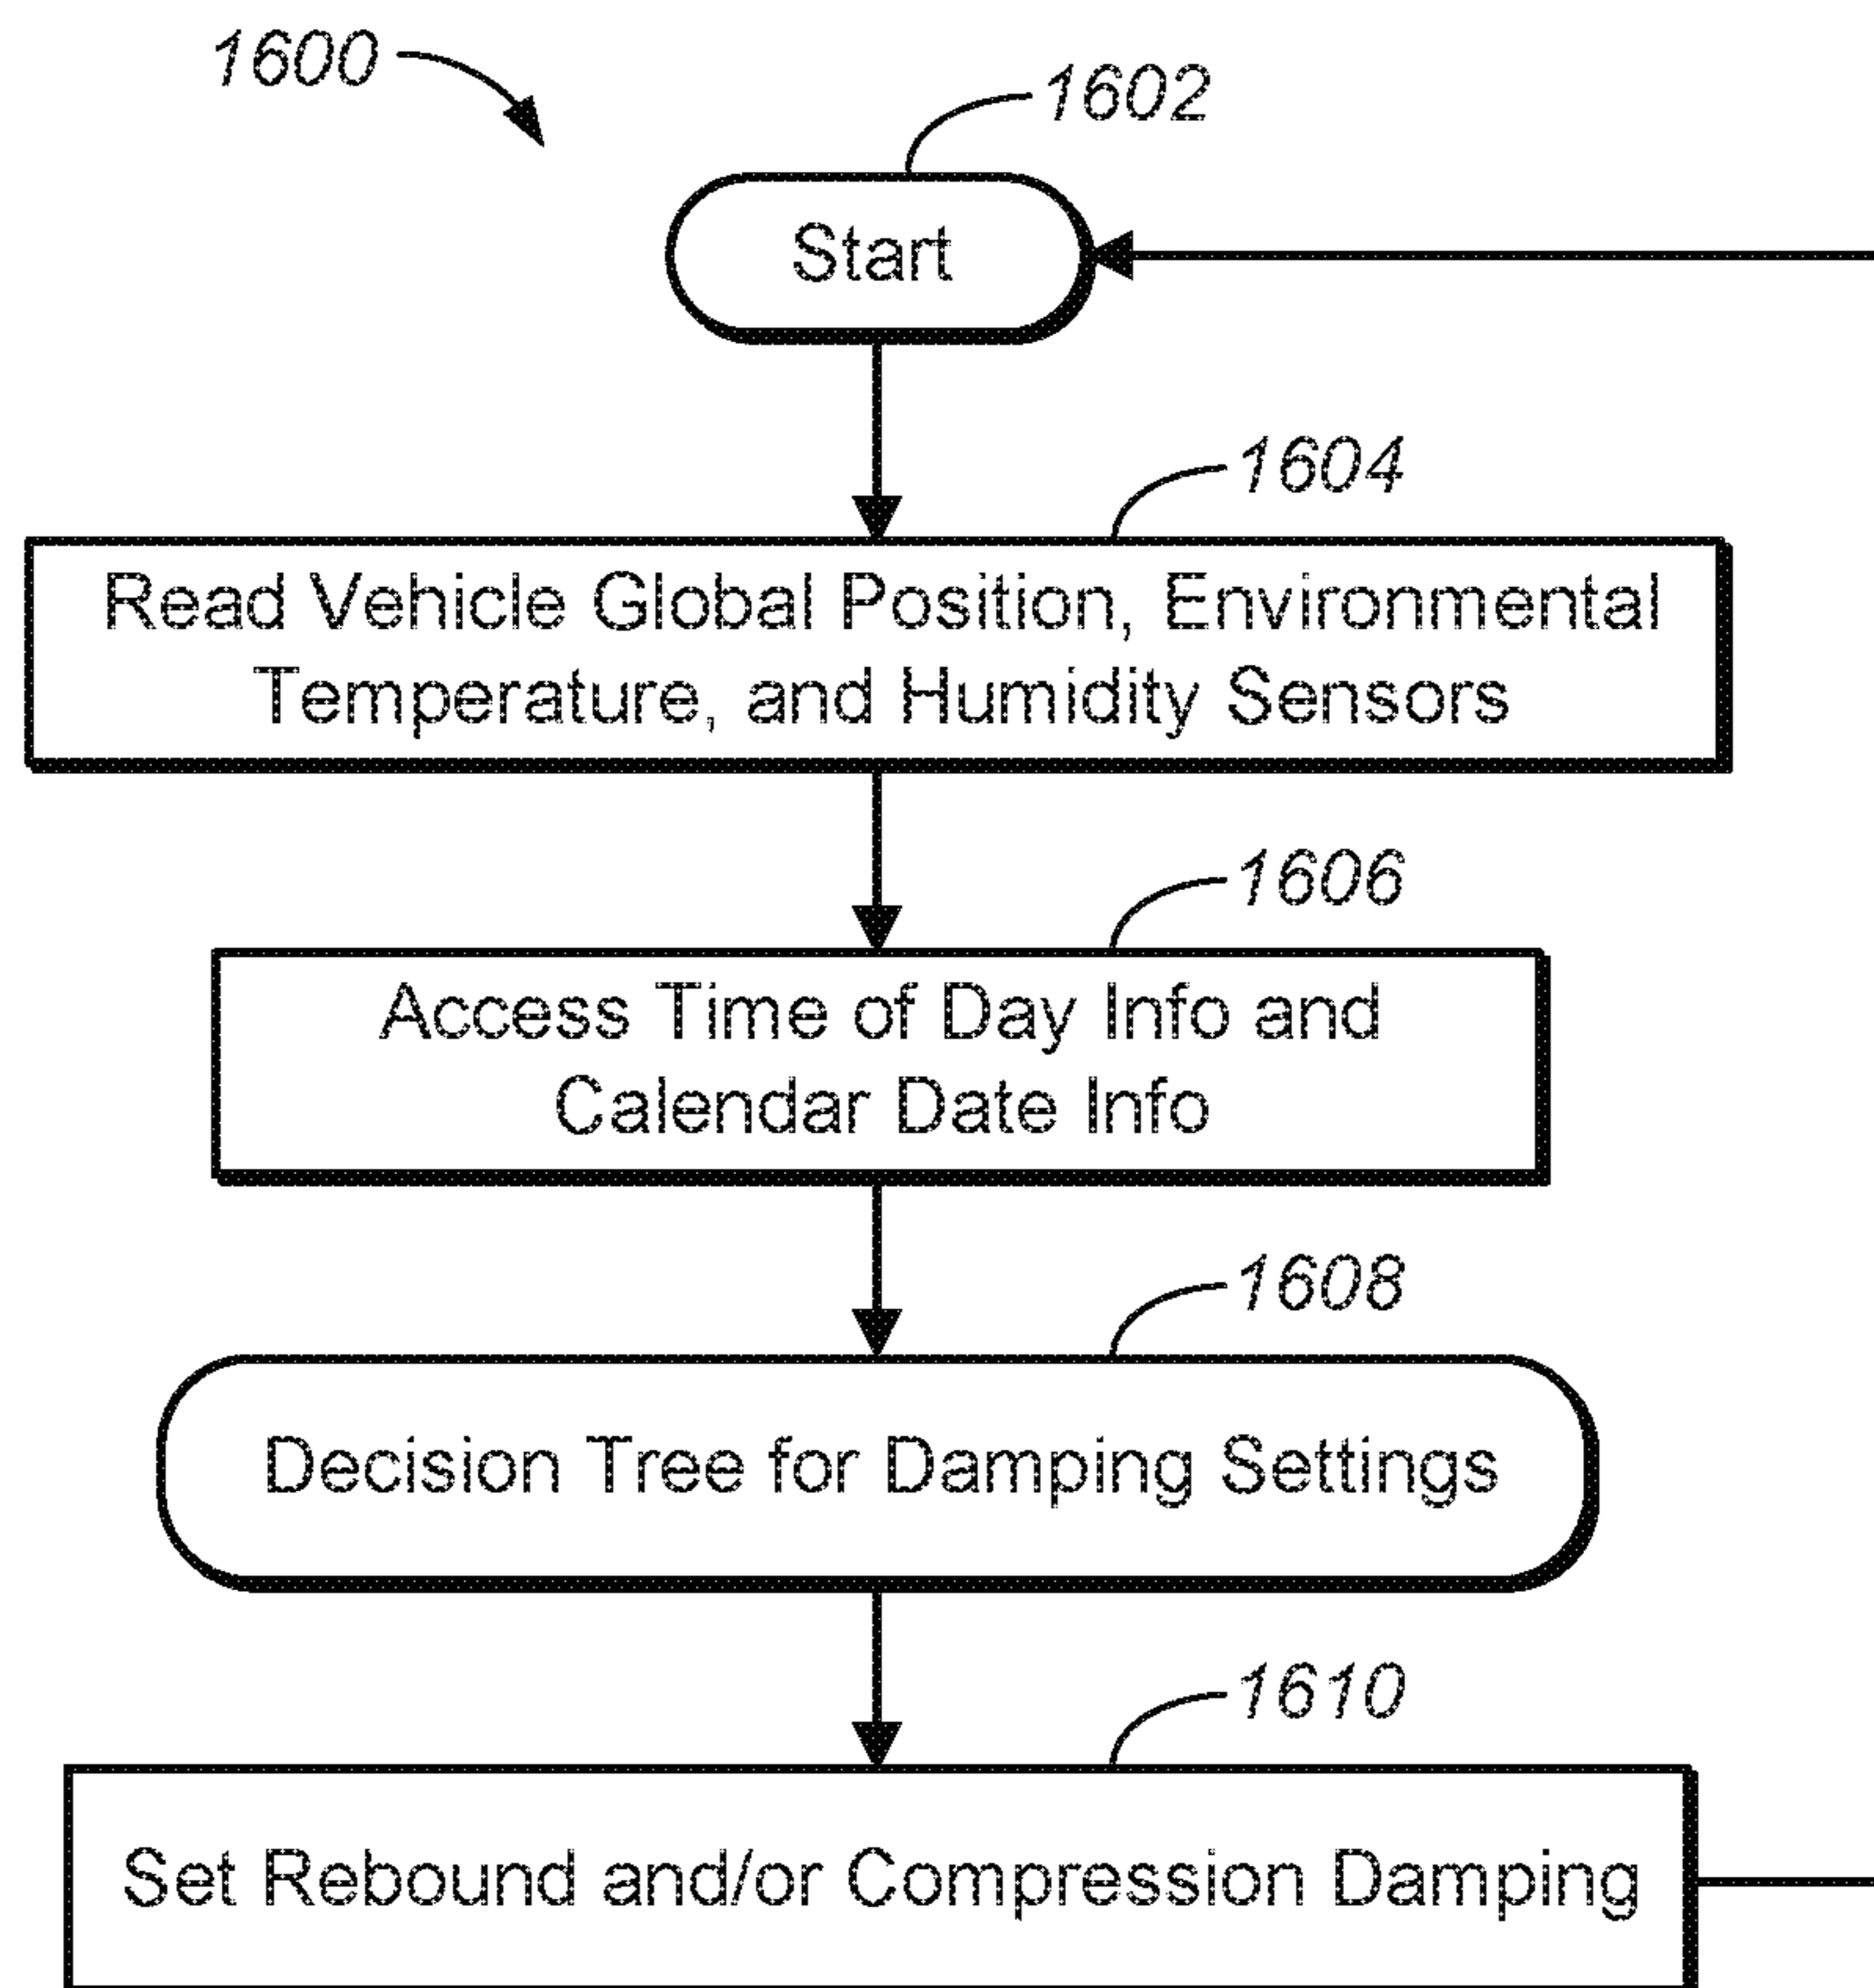 1600
1602
Start
1604
Read Vehicle Global Position, Environmental
Temperature, and Humidity Sensors
1606
Access Time of Day Info and
Calendar Date Info
1608
Decision Tree for Damping Settings
1610
Set Rebound and/or Compression Damping